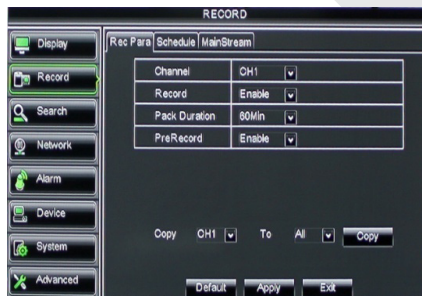 RECORD
Display
Rec Para Schedule MainStream
Channel CH1
Record
Record Enable
Pack Duration 60Min
Search
PreRecord Enable
Network
Alarm
Device
Copy CH1 To All Copy
System
Advanced
Default Apply Exit